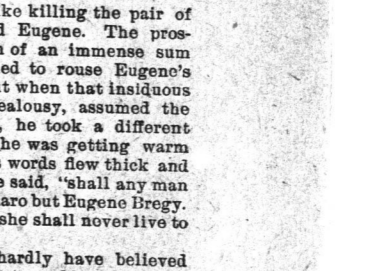 ke killing the pair of
d Eugene. The pros-
n of an immense sum
ed to rouse Eugene's
t when that insiduous
ealousy, assumed the
, he took a different
he was getting warm
words flew thick and
e said, "shall any man
aro but Eugene Bregy.
she shall never live to
hardly have believed